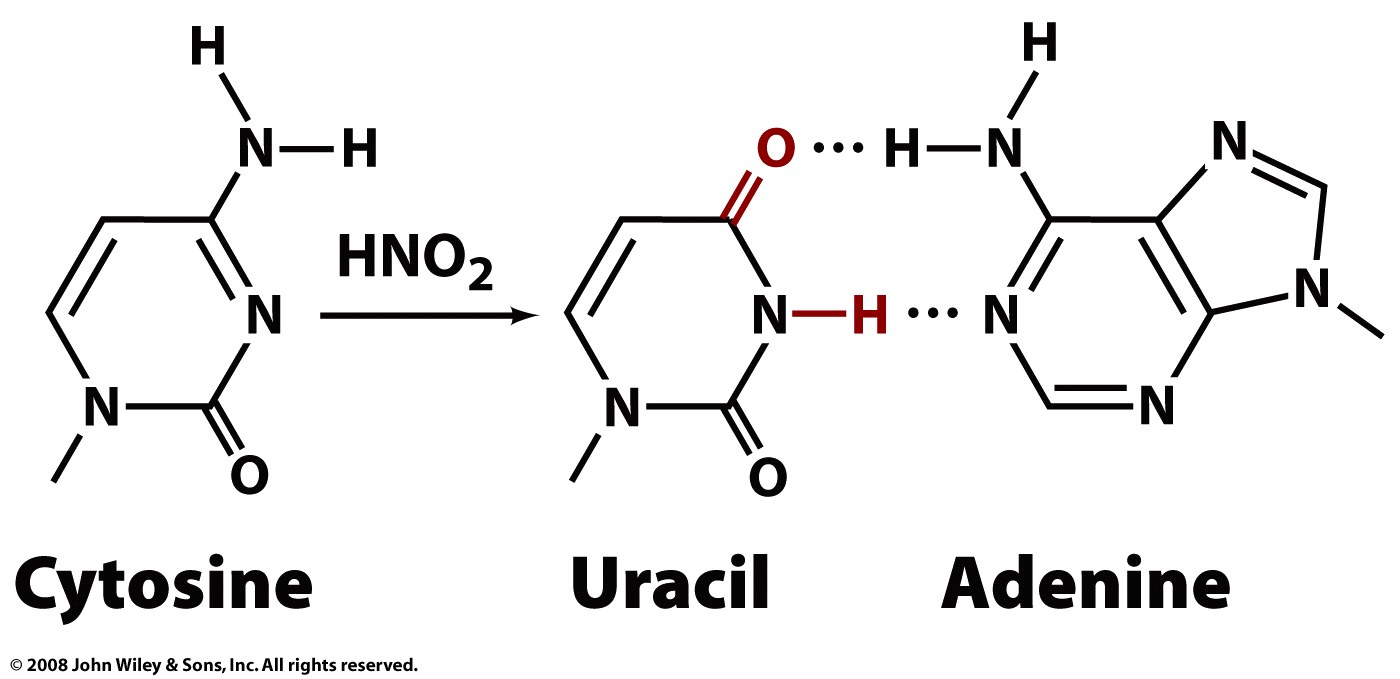 H
H
N
H
O
H
N
N
HNO2
N
N
H
N
N
N
N
N
O
O
Cytosine
Uracil
Adenine
© 2008 John Wiley & Sons, Inc. All rights reserved.